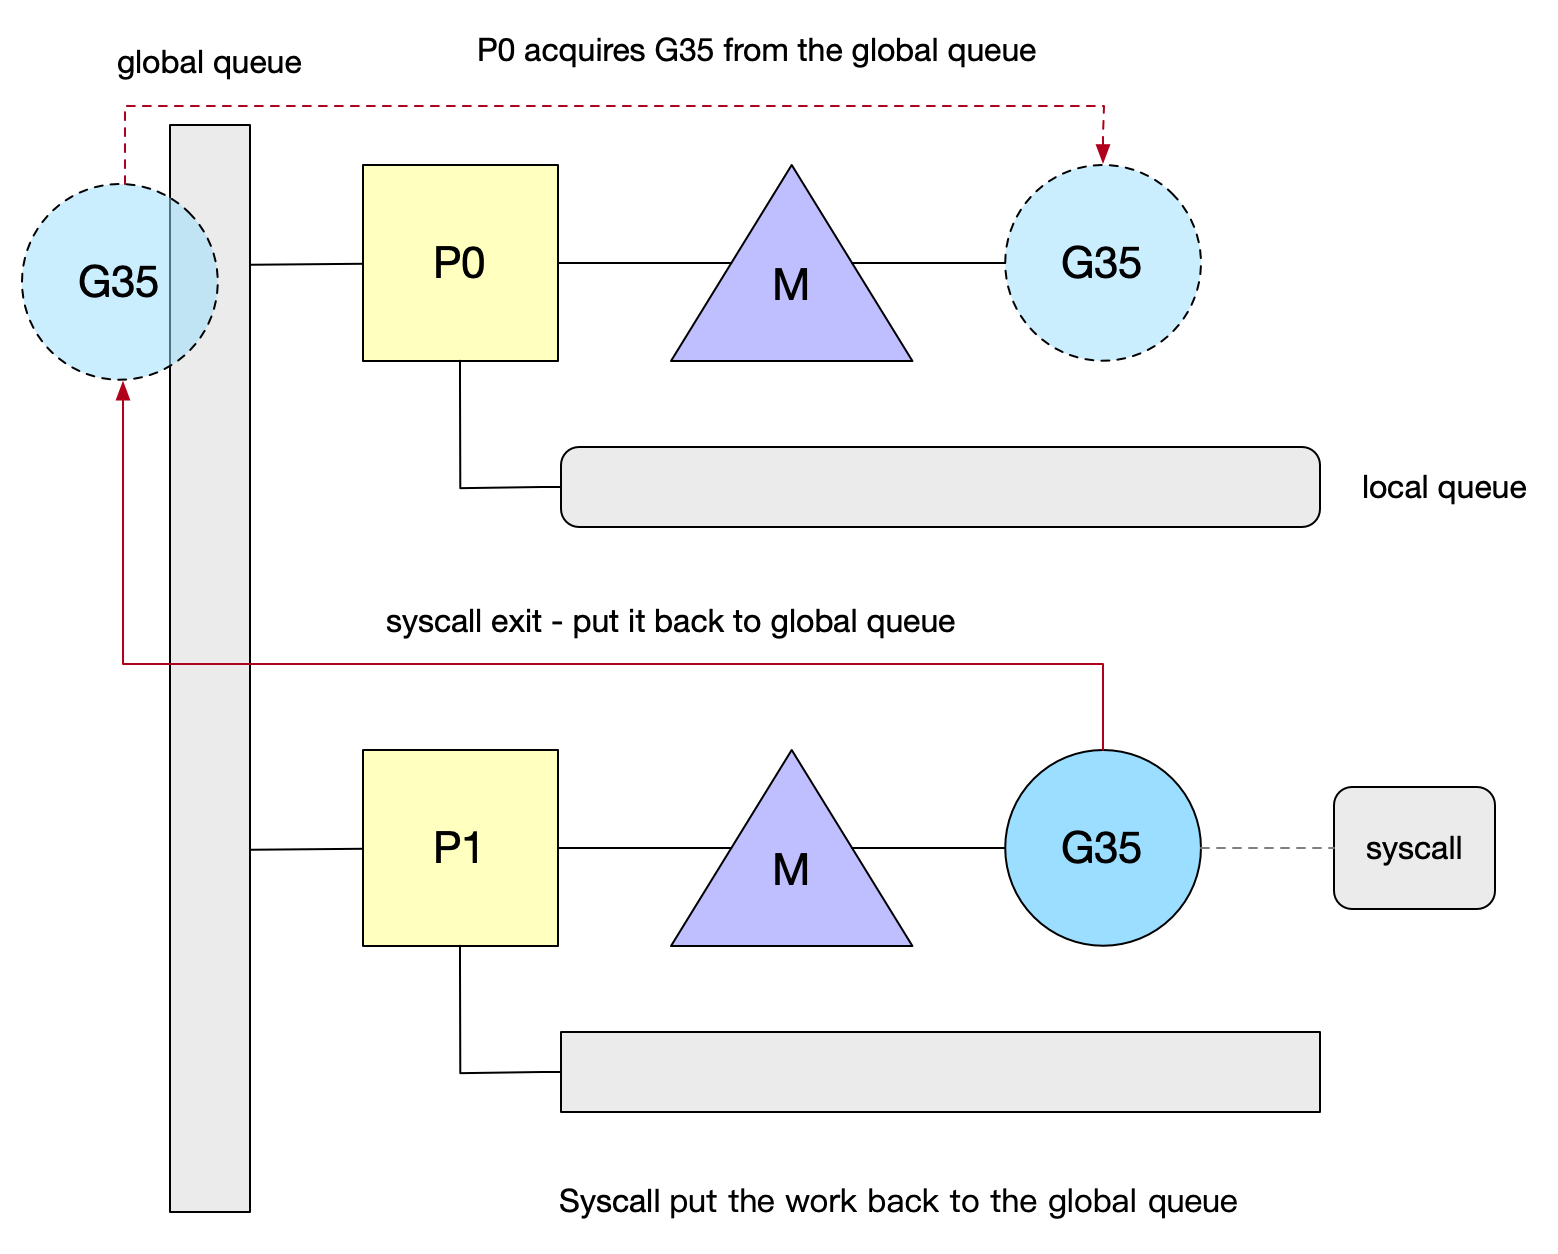 global queue
P0 acquires G35 from the global queue
G35
P0
M
G35
local queue
syscall exit - put it back to global queue
P1
M
G35
syscall
Syscall put the work back to the global queue